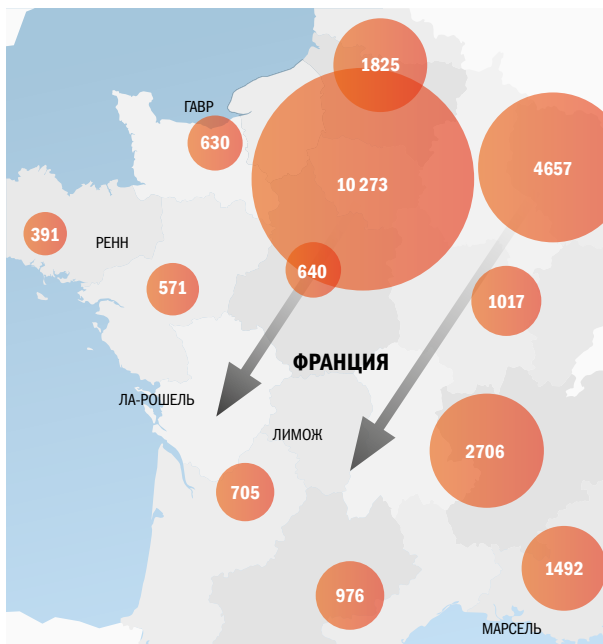 1825
ГАВР
630
4657
10 273
391
РЕНН
640
571
1017
ФРАНЦИЯ
ЛА-РОШЕЛЬ
ЛИМОЖ
2706
705
1492
976
МАРСЕЛЬ